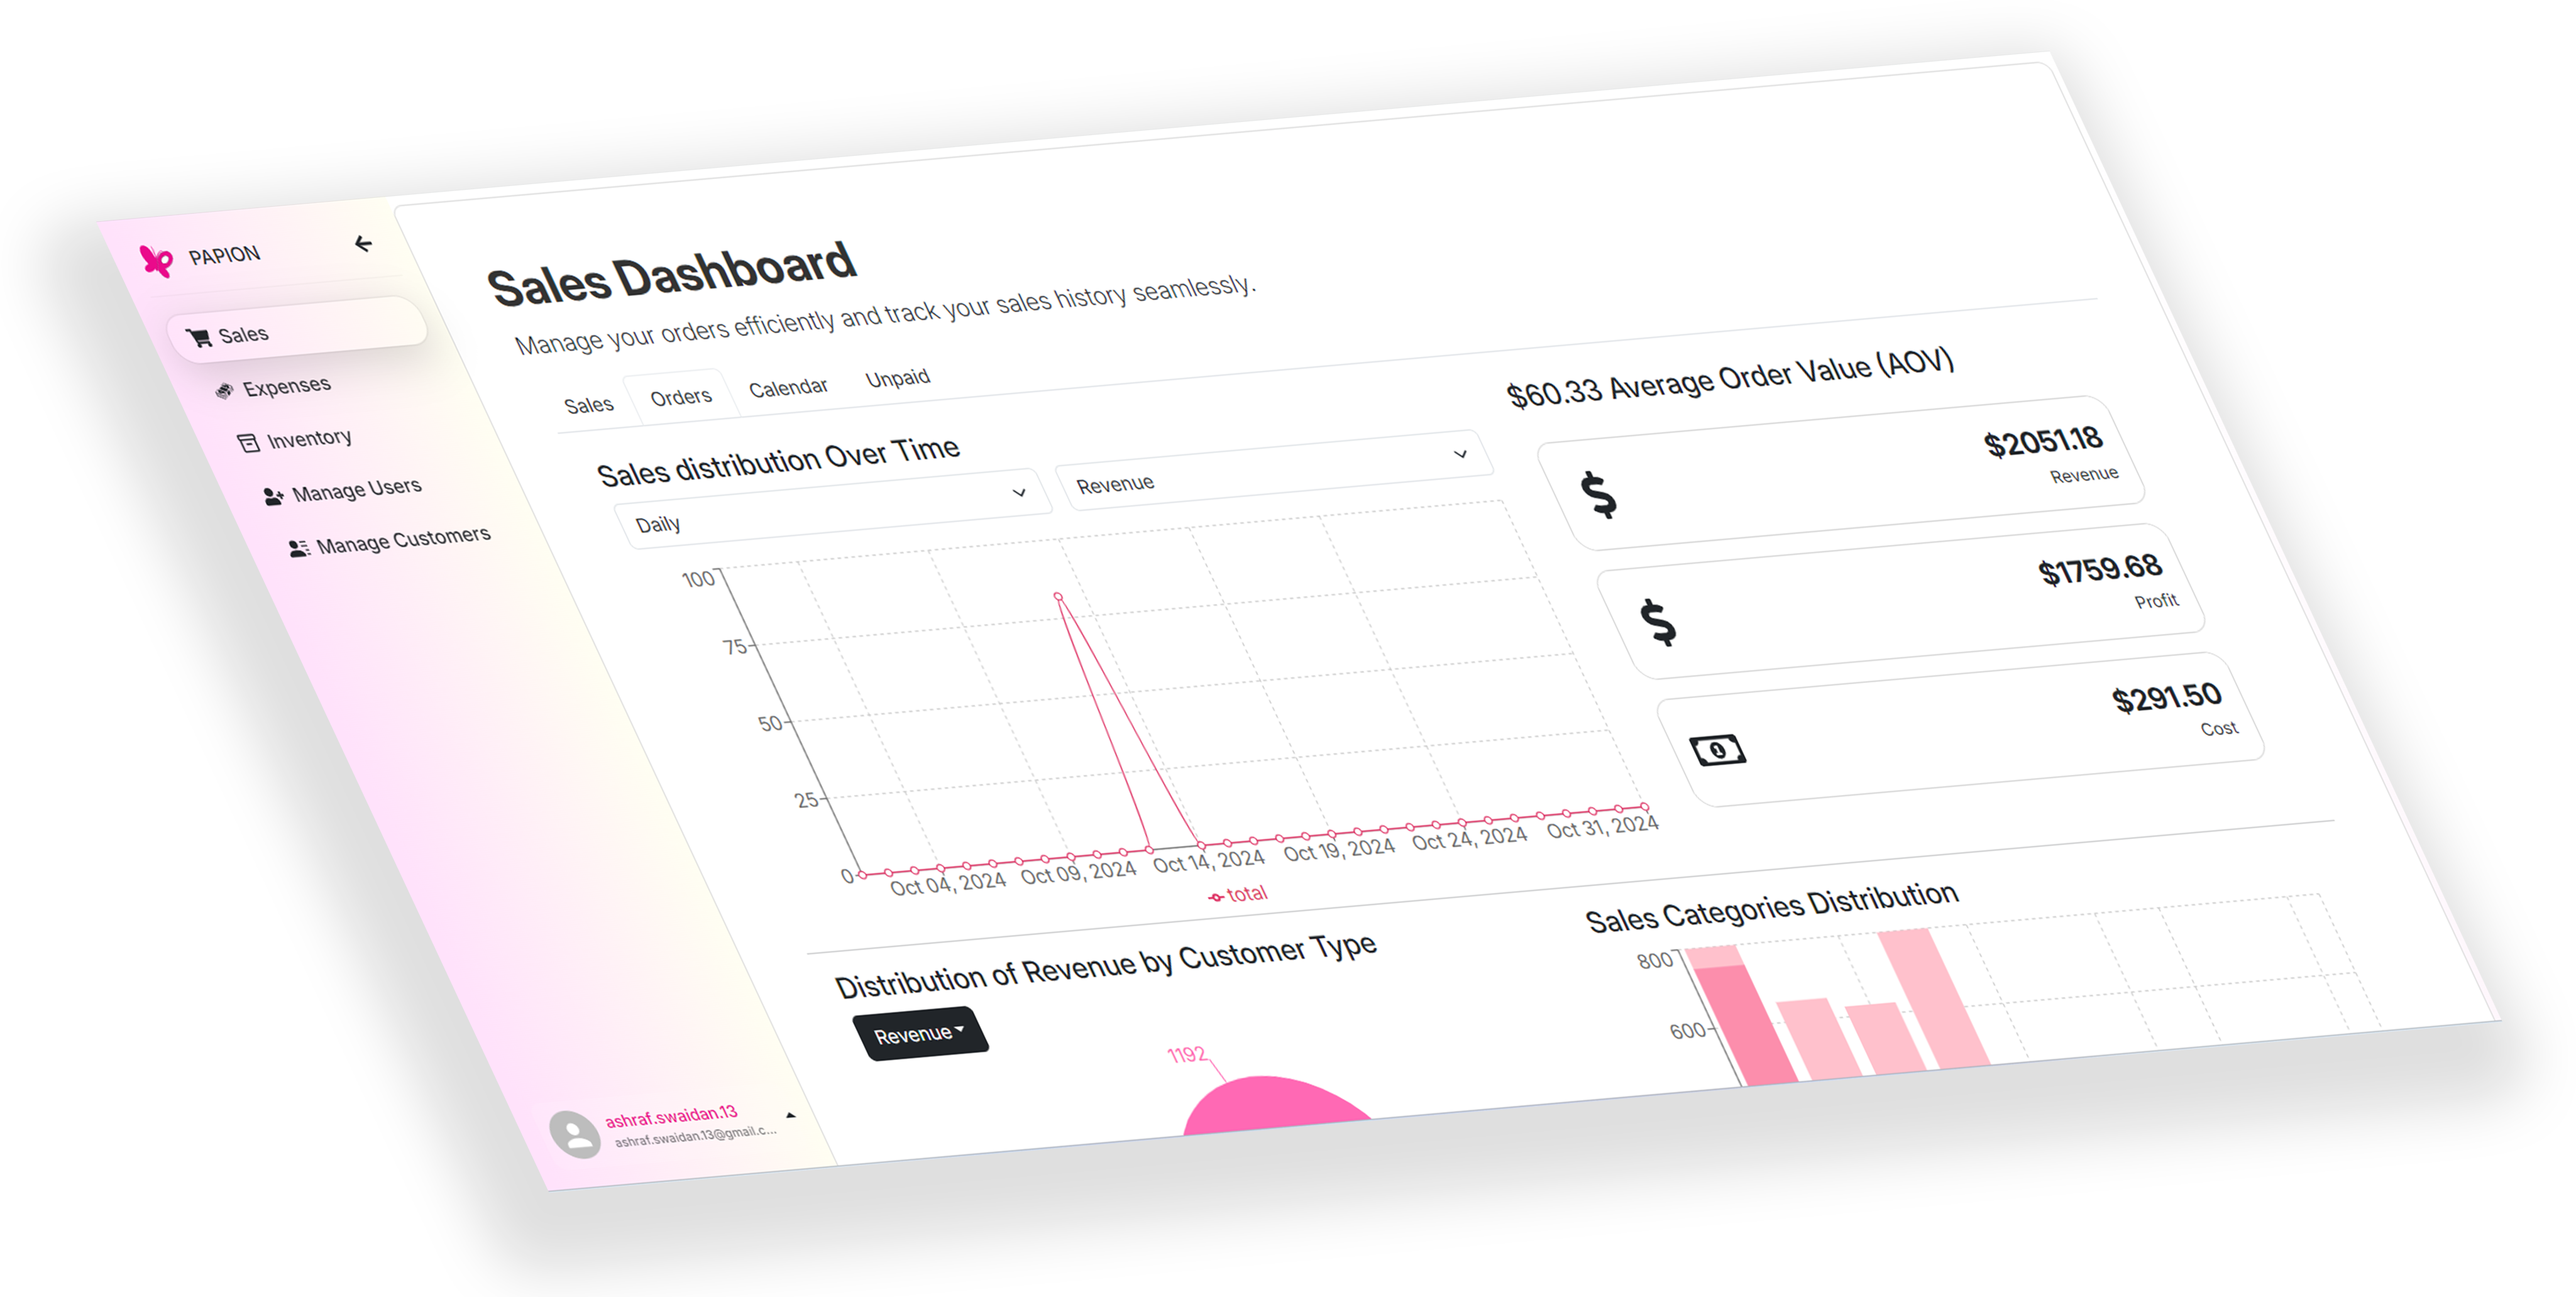 PAPION
Sales
Expenses
Inventory
Manage Users
Manage Customers
ashraf.swaidan.13
ashraf.swaidan.13@gmail.c...
Sales Dashboard
Manage your orders efficiently and track your sales history seamlessly.
Sales Orders Calendar Unpaid
Sales distribution Over Time
Daily
Revenue
100
75
50
25
0
Oct 04, 2024 Oct 09, 2024 Oct 14, 2024 Oct 19, 2024 Oct 24, 2024 Oct 31, 2024
total
$60.33 Average Order Value (AOV)
$2051.18
Revenue
$1759.68
Profit
$291.50
Cost
Distribution of Revenue by Customer Type
Revenue
1192
Sales Categories Distribution
800
600